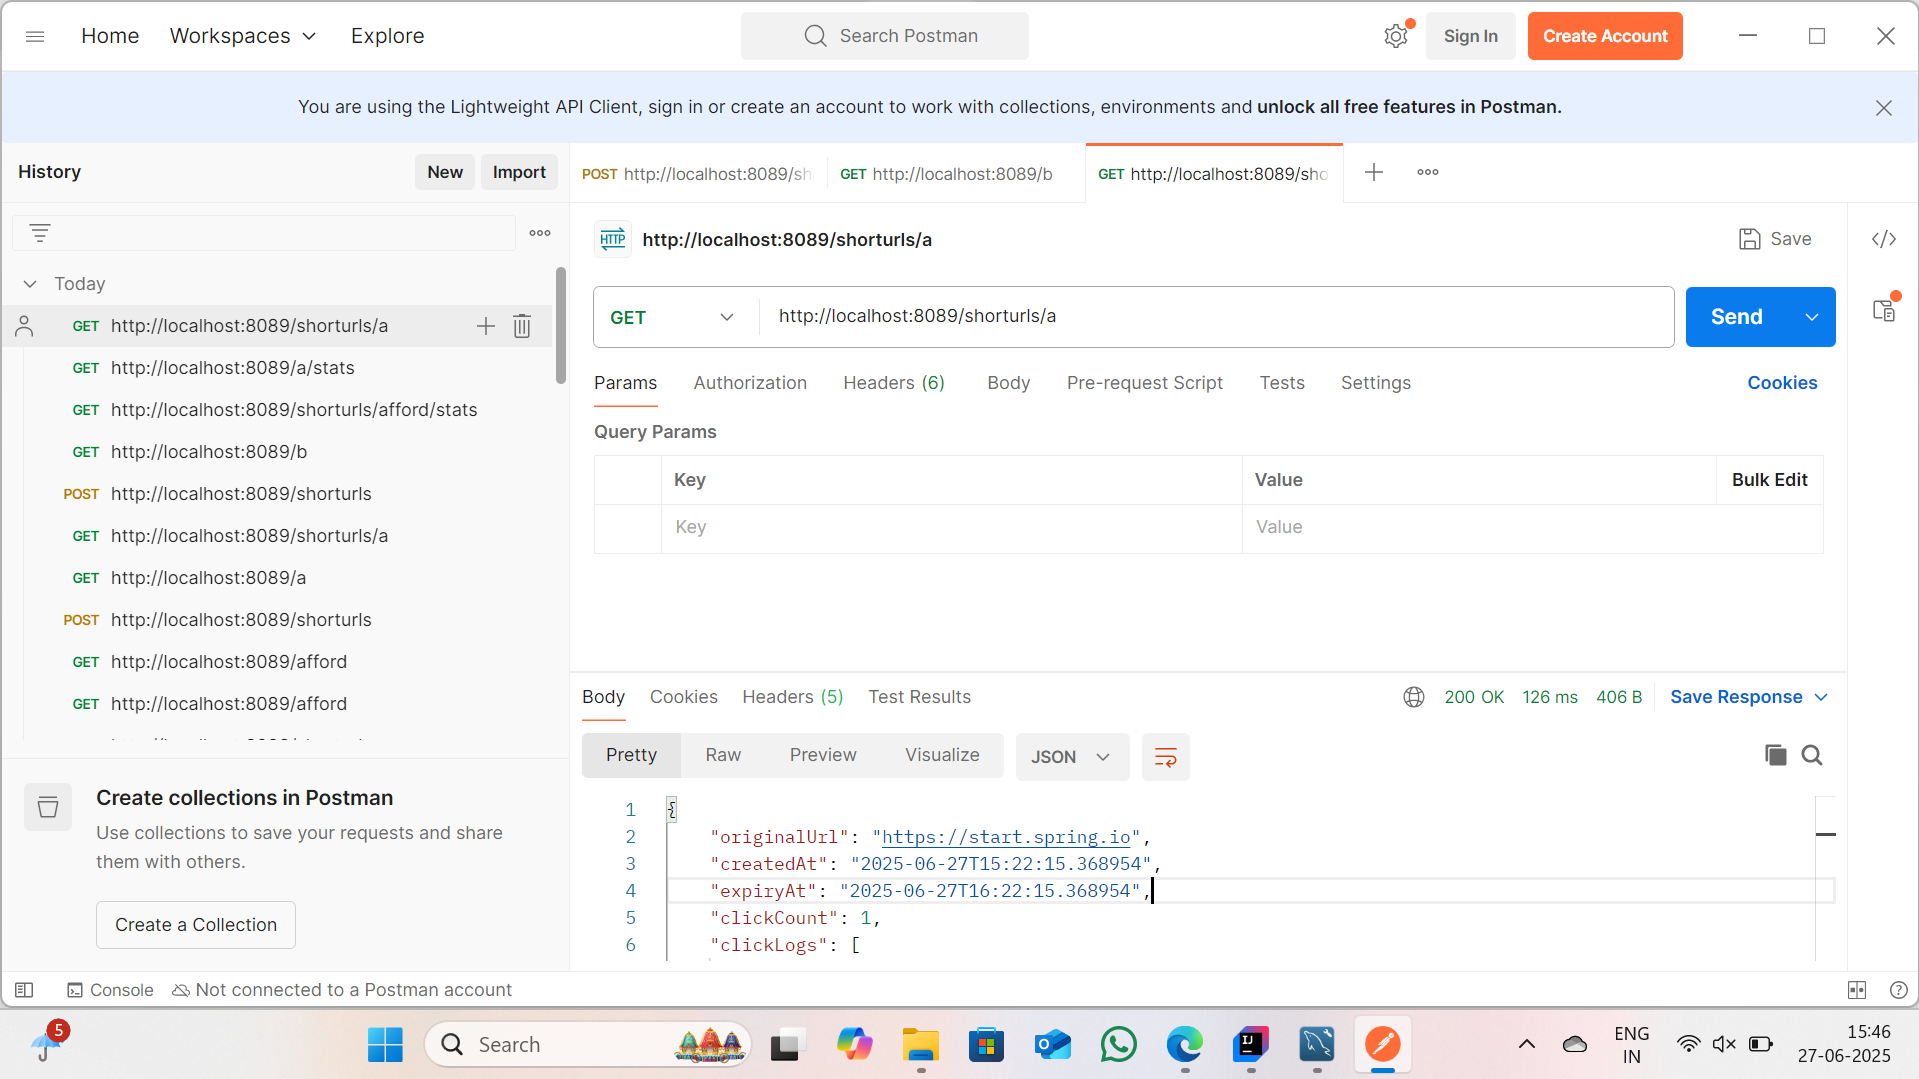 Home
Workspaces
Explore
Search Postman
Sign In
Create Account
You are using the Lightweight API Client, sign in or create an account to work with collections, environments and unlock all free features in Postman.
History
New
Import
Today
GET http://localhost:8089/shorturls/a
GET http://localhost:8089/a/stats
GET http://localhost:8089/shorturls/afford/stats
GET http://localhost:8089/b
POST http://localhost:8089/shorturls
GET http://localhost:8089/shorturls/a
GET http://localhost:8089/a
POST http://localhost:8089/shorturls
GET http://localhost:8089/afford
GET http://localhost:8089/afford
Create collections in Postman
Use collections to save your requests and share
them with others.
Create a Collection
POST http://localhost:8089/sh
GET http://localhost:8089/b
GET http://localhost:8089/sho
HTTP
http://localhost:8089/shorturls/a
Save
GET
http://localhost:8089/shorturls/a
Send
Params
Authorization
Headers (6)
Body
Pre-request Script
Tests
Settings
Cookies
Query Params
Key
Value
Bulk Edit
Key
Value
Body
Cookies
Headers (5)
Test Results
200 OK
126 ms
406 B
Save Response
Pretty
Raw
Preview
Visualize
JSON
1 {
2 "originalUrl": "https://start.spring.io",
3 "createdAt": "2025-06-27T15:22:15.368954",
4 "expiryAt": "2025-06-27T16:22:15.368954",
5 "clickCount": 1,
6 "clickLogs": [
Console
Not connected to a Postman account
5
Search
IJ
ENG
IN
15:46
27-06-2025